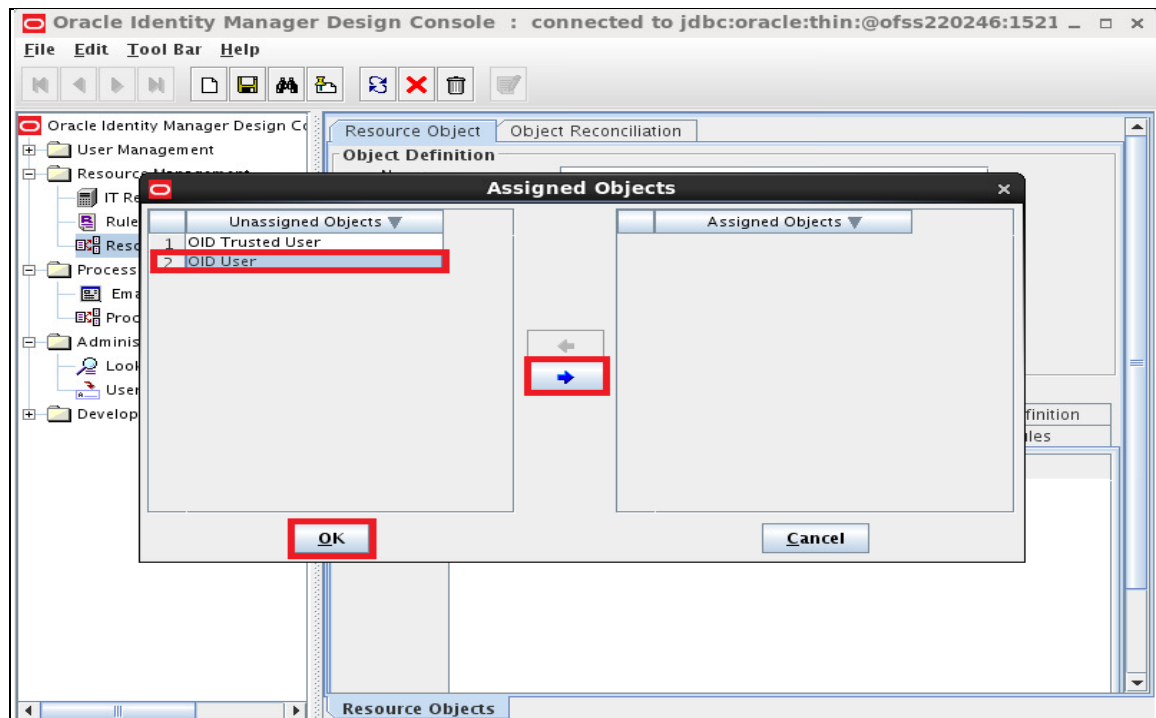 Oracle Identity Manager Design Console : connected to jdbc:oracle:thin:@ofss220246:1521
File Edit Tool Bar Help
Oracle Identity Manager Design
User Management
Resource Management
IT Re
Rule
Reso
Process
Ema
Proc
Adminis
Look
User
Develop
Resource Object Object Reconciliation
Object Definition
Assigned Objects
Unassigned Objects
1 OID Trusted User
2 OID User
Assigned Objects
OK
Cancel
finition
ules
Resource Objects